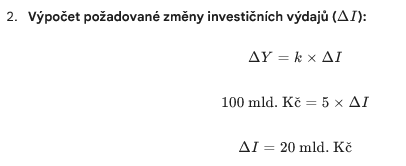 2. Výpočet požadované změny investičních výdajů (ΔI):
ΔY = k × ΔI
100 mld. Kč = 5 × ΔI
ΔI = 20 mld. Kč